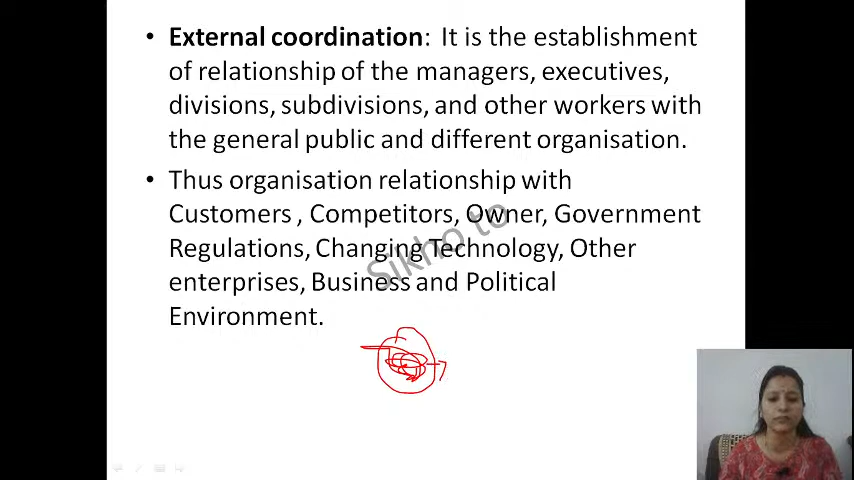 • External coordination: It is the establishment
of relationship of the managers, executives,
divisions, subdivisions, and other workers with
the general public and different organisation.
• Thus organisation relationship with
Customers , Competitors, Owner, Government
Regulations, Changing Technology, Other
enterprises, Business and Political
Environment.
Sikho to